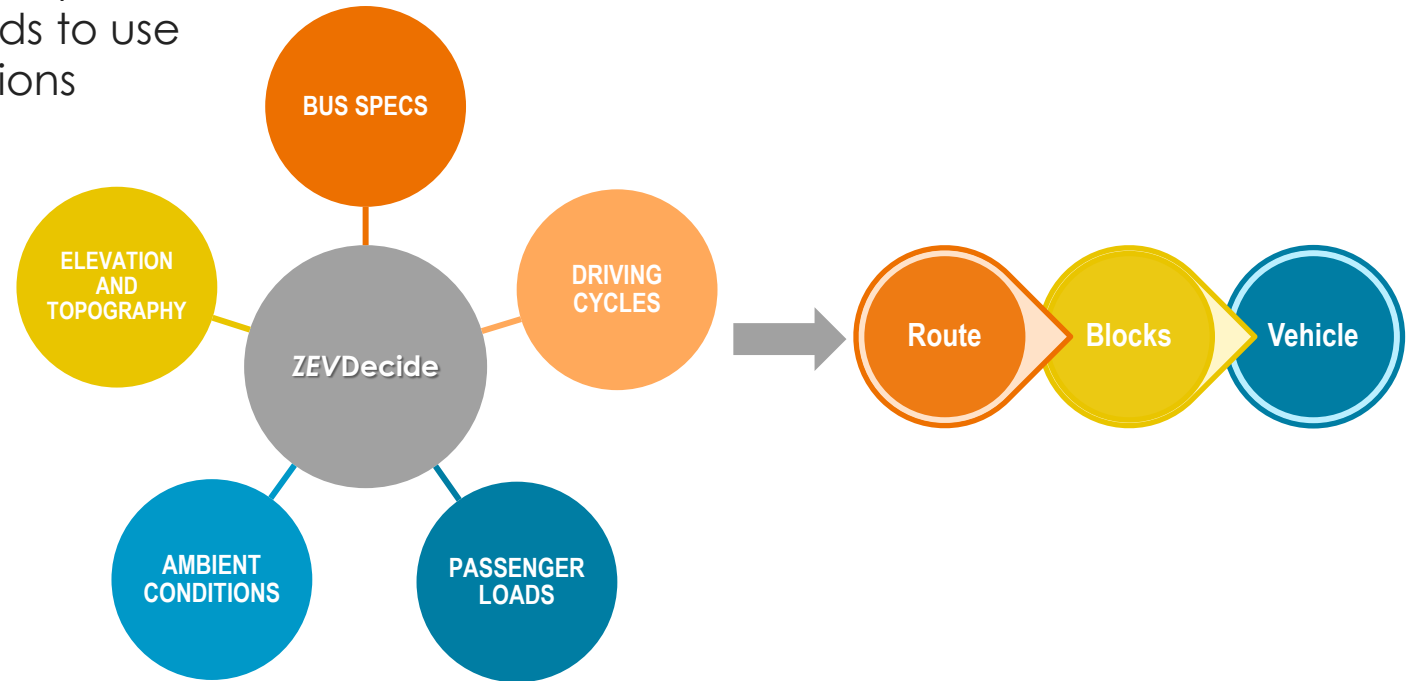 ds to use
ions
BUS SPECS
ELEVATION
AND
TOPOGRAPHY
DRIVING
CYCLES
ZEVDecide
AMBIENT
CONDITIONS
PASSENGER
LOADS
Route
Blocks
Vehicle